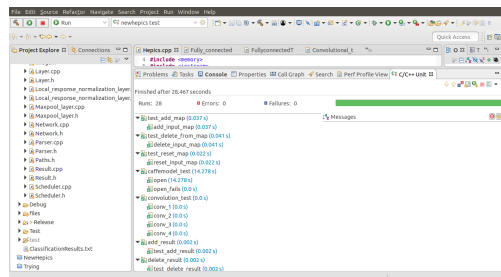 File Edit Source Refactor Navigate Search Project Run Window Help
Run
newhepics test
Quick Access
Project Explorer
Connections
Hepics.cpp
Fully_connected
FullyconnectedT
Convolutional_t
#include <memory>
Problems Tasks Console Properties Call Graph Search Perf Profile View C/C++ Unit
Finished after 28,467 seconds
Runs: 28 Errors: 0 Failures: 0
Messages
Layer.cpp
Layer.h
Local_response_normalization_layer.
Local_response_normalization_layer.
Maxpool_layer.cpp
Maxpool_layer.h
Network.cpp
Network.h
Parser.cpp
Parser.h
Paths.h
Result.cpp
Result.h
Scheduler.cpp
Scheduler.h
Debug
files
> Release
Test
test
ClassificationResults.txt
NewHepics
Trying
test_add_map (0.037 s)
add_input_map (0.037 s)
test_delete_from_map (0.041 s)
delete_input_map (0.041 s)
test_reset_map (0.022 s)
reset_input_map (0.022 s)
caffemodel_test (14.278 s)
open (14.278 s)
open_fails (0.0 s)
convolution_test (0.0 s)
conv_1 (0.0 s)
conv_2 (0.0 s)
conv_3 (0.0 s)
conv_4 (0.0 s)
add_result (0.002 s)
test_add_result (0.002 s)
delete_result (0.002 s)
test_delete_result (0.002 s)